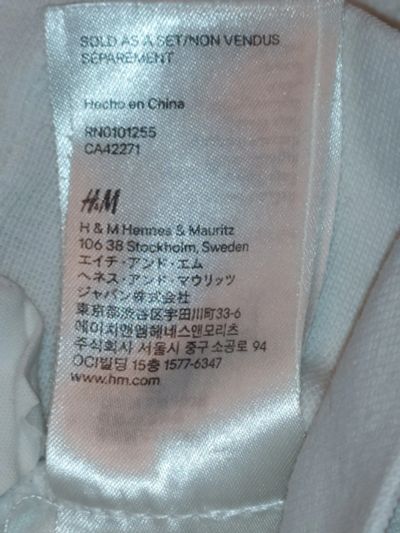 SOLD AS A SET/NON VENDUS
SÉPARÉMENT
Hecho en China
RN0101255
CA42271
H&M
H & M Hennes & Mauritz
106 38 Stockholm, Sweden
エイチ・アンド・エム
ヘネス・アンド・マウリッツ
ジャパン株式会社
東京都渋谷区宇田川町33-6
에이치앤엠헤네스앤모리츠
주식회사 서울시 중구 소공로 94
OCI빌딩 15층 1577-6347
www.hm.com